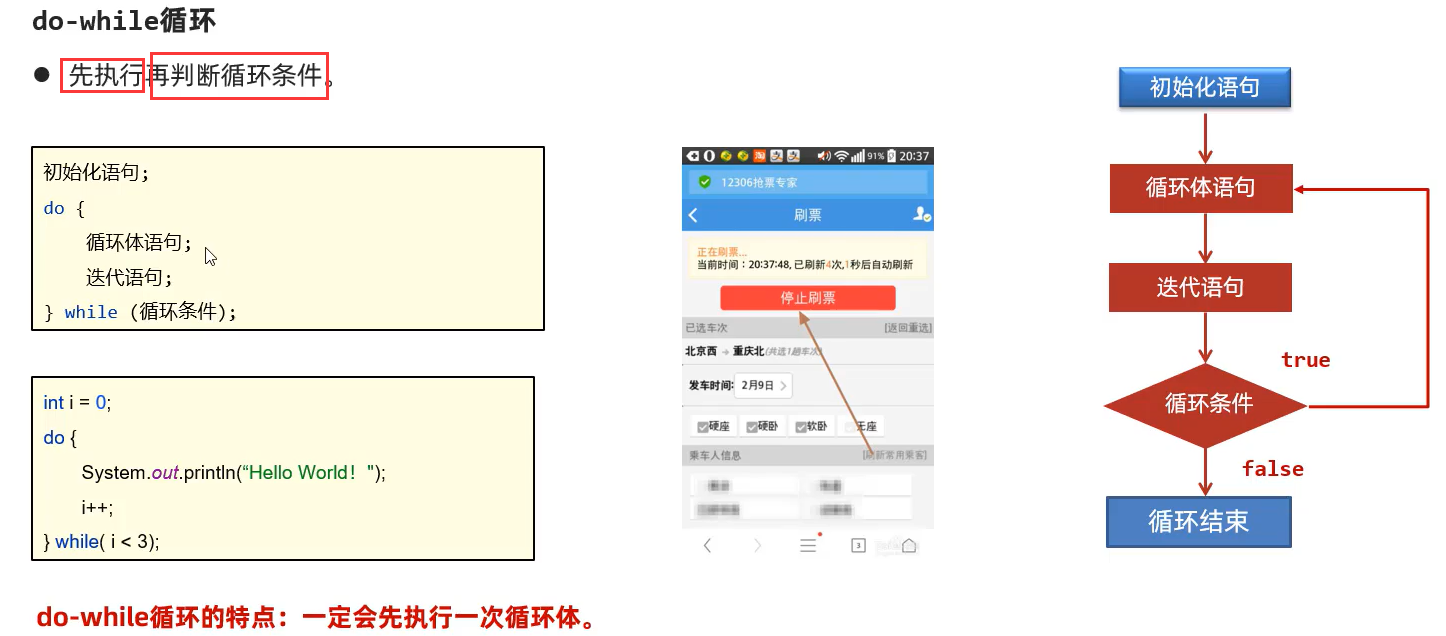 do-while循环
● 先执行再判断循环条件。
初始化语句;
do {
循环体语句;
迭代语句;
} while (循环条件);
int i = 0;
do {
System.out.println(“Hello World！");
i++;
} while( i < 3);
do-while循环的特点：一定会先执行一次循环体。
91% 20:37
12306抢票专家
刷票
正在刷票...
当前时间：20:37:48, 已刷新4次,1秒后自动刷新
停止刷票
已选车次 [返回重选]
北京西 → 重庆北(共选1趟车次)
发车时间: 2月9日 >
硬座 硬卧 软卧 无座
乘车人信息 [刷新常用乘客]
3
初始化语句
循环体语句
迭代语句
循环条件
true
false
循环结束